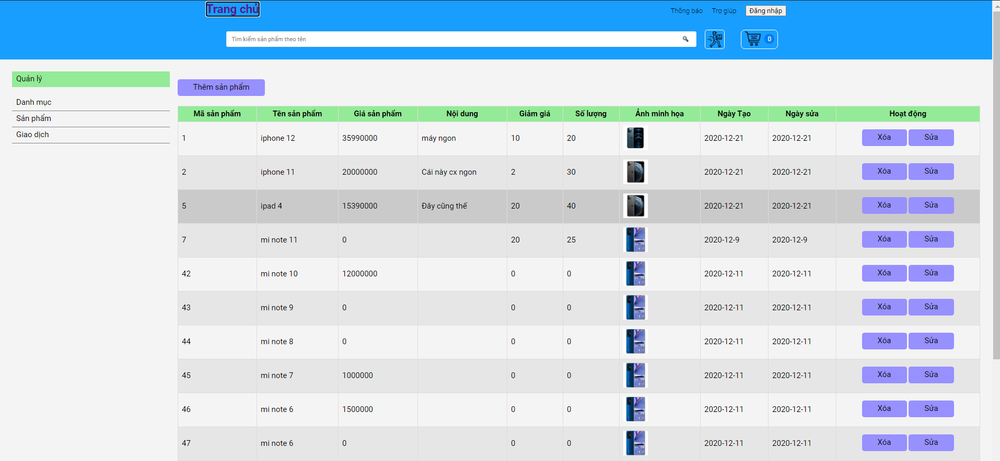 Trang chủ
Thông báo Trợ giúp Đăng nhập
Tìm kiếm sản phẩm theo tên
0
Quản lý
Danh mục
Sản phẩm
Giao dịch
Thêm sản phẩm
Mã sản phẩm Tên sản phẩm Giá sản phẩm Nội dung Giảm giá Số lượng Ảnh minh họa Ngày Tạo Ngày sửa Hoạt động
1 iphone 12 35990000 máy ngon 10 20 2020-12-21 2020-12-21 Xóa Sửa
2 iphone 11 20000000 Cái này cx ngon 2 30 2020-12-21 2020-12-21 Xóa Sửa
5 ipad 4 15390000 Đây cũng thế 20 40 2020-12-21 2020-12-21 Xóa Sửa
7 mi note 11 0 20 25 2020-12-9 2020-12-9 Xóa Sửa
42 mi note 10 12000000 0 0 2020-12-11 2020-12-11 Xóa Sửa
43 mi note 9 0 0 0 2020-12-11 2020-12-11 Xóa Sửa
44 mi note 8 0 0 0 2020-12-11 2020-12-11 Xóa Sửa
45 mi note 7 1000000 0 0 2020-12-11 2020-12-11 Xóa Sửa
46 mi note 6 1500000 0 0 2020-12-11 2020-12-11 Xóa Sửa
47 mi note 6 0 0 0 2020-12-11 2020-12-11 Xóa Sửa